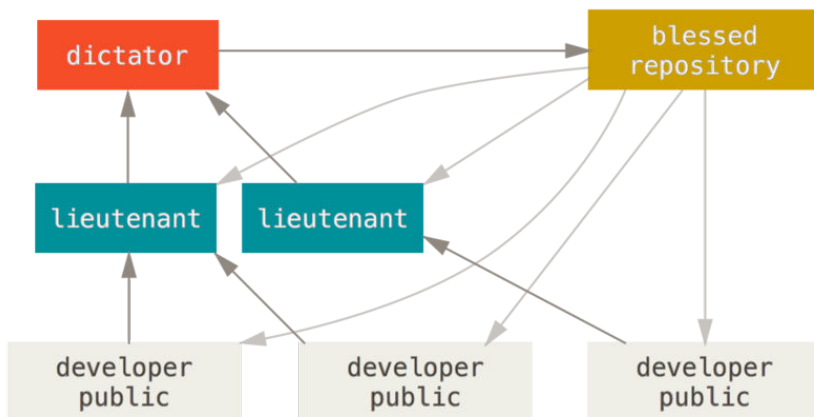 dictator
blessed
repository
lieutenant
lieutenant
developer
public
developer
public
developer
public